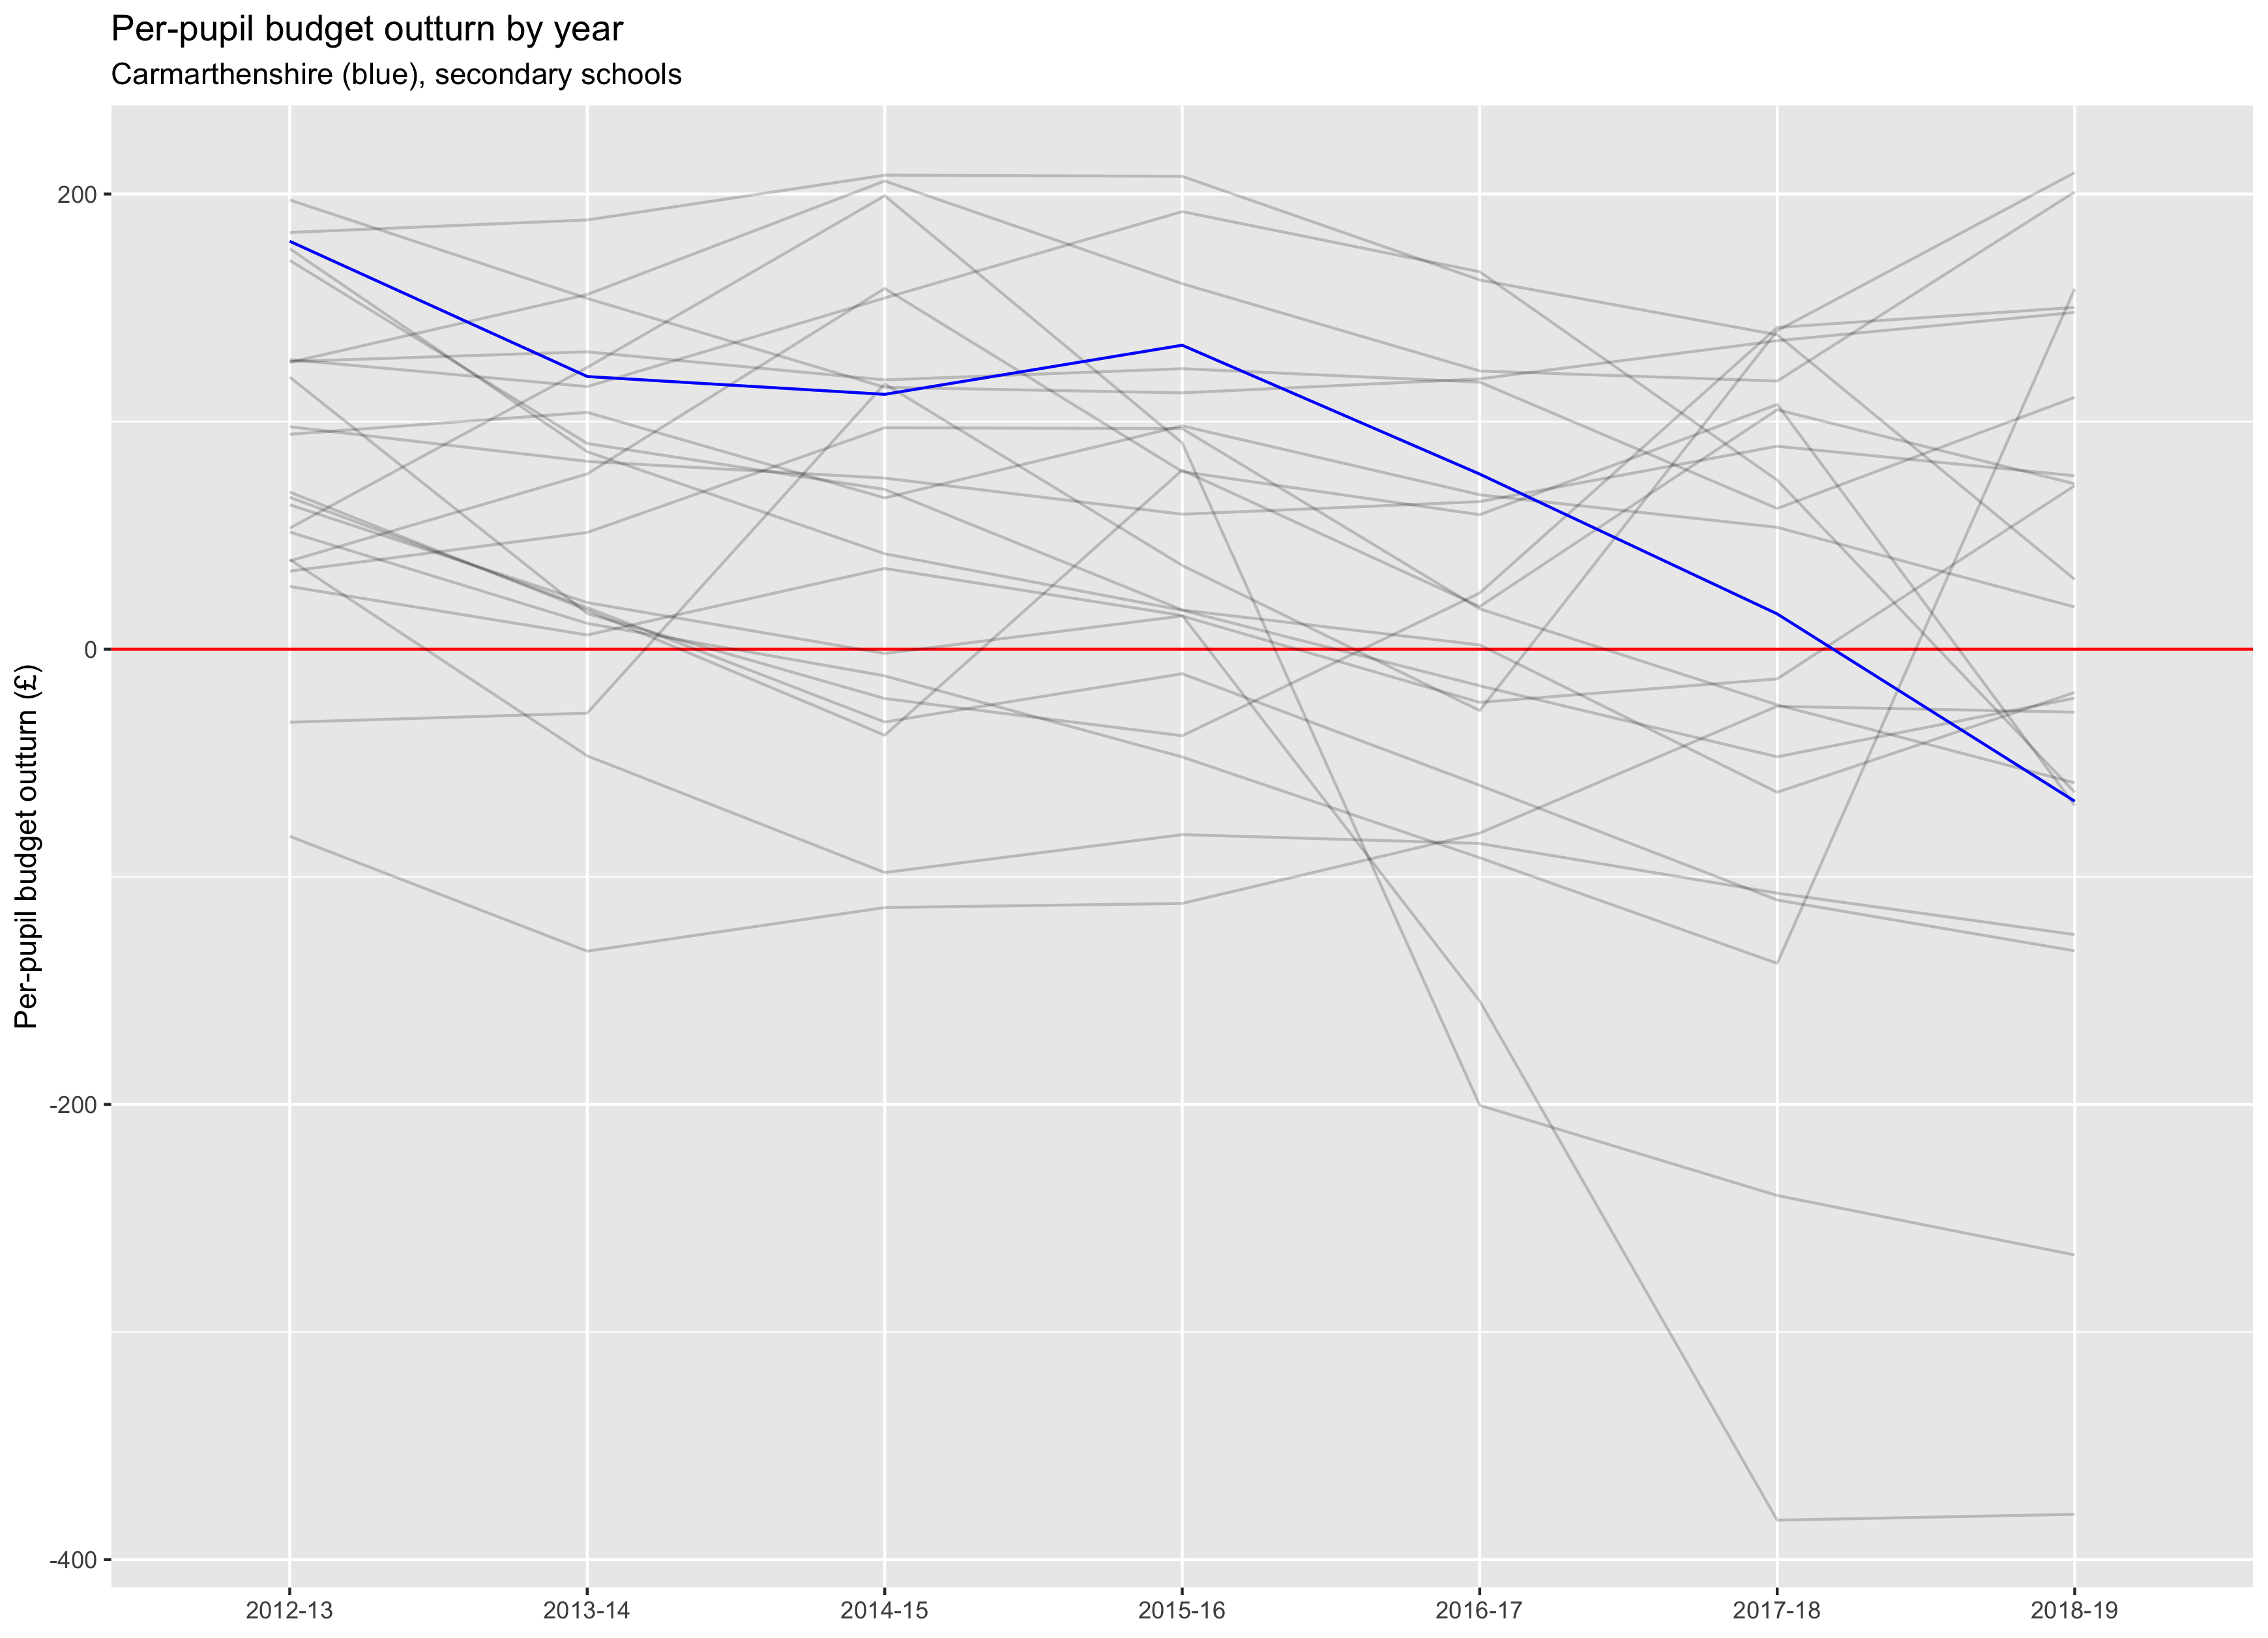 Per-pupil budget outturn by year
Carmarthenshire (blue), secondary schools
Per-pupil budget outturn (£)
200
0
-200
-400
2012-13 2013-14 2014-15 2015-16 2016-17 2017-18 2018-19